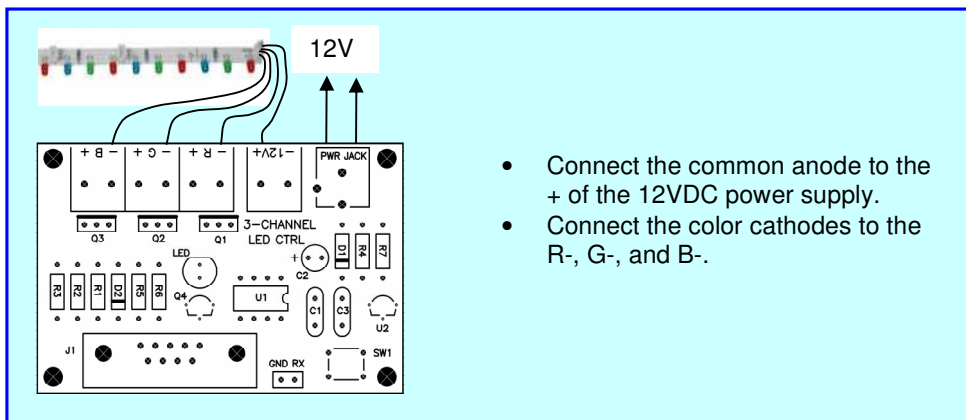 12V
+ B −
+ G −
+ R −
+12V−
PWR JACK
Q3
Q2
Q1
3-CHANNEL
LED CTRL
LED
D1
R4
R7
+
C2
R3
R2
R1
D2
R5
R6
Q4
U1
C1
C3
U2
J1
GND RX
SW1
• Connect the common anode to the
+ of the 12VDC power supply.
• Connect the color cathodes to the
R-, G-, and B-.